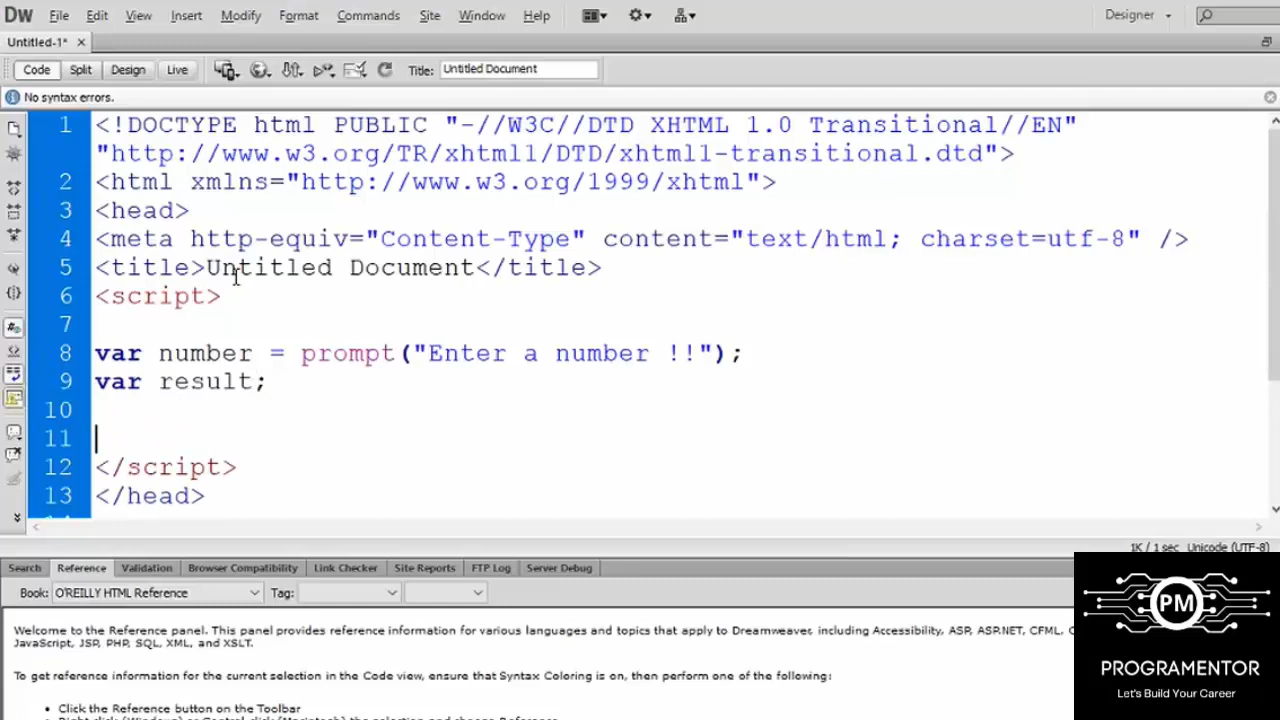 Dw File Edit View Insert Modify Format Commands Site Window Help Designer
Untitled-1* ×
Code Split Design Live Title: Untitled Document
No syntax errors.
1 <!DOCTYPE html PUBLIC "-//W3C//DTD XHTML 1.0 Transitional//EN"
"http://www.w3.org/TR/xhtml1/DTD/xhtml1-transitional.dtd">
2 <html xmlns="http://www.w3.org/1999/xhtml">
3 <head>
4 <meta http-equiv="Content-Type" content="text/html; charset=utf-8" />
5 <title>Untitled Document</title>
6 <script>
7
8 var number = prompt("Enter a number !!");
9 var result;
10
11
12 </script>
13 </head>
1K / 1 sec Unicode (UTF-8)
Search Reference Validation Browser Compatibility Link Checker Site Reports FTP Log Server Debug
Book: O'REILLY HTML Reference Tag:
Welcome to the Reference panel. This panel provides reference information for various languages and topics that apply to Dreamweaver, including Accessibility, ASP, ASP.NET, CFML,
JavaScript, JSP, PHP, SQL, XML, and XSLT.
To get reference information for the current selection in the Code view, ensure that Syntax Coloring is on, then perform one of the following:
• Click the Reference button on the Toolbar
PM
PROGRAMENTOR
Let's Build Your Career